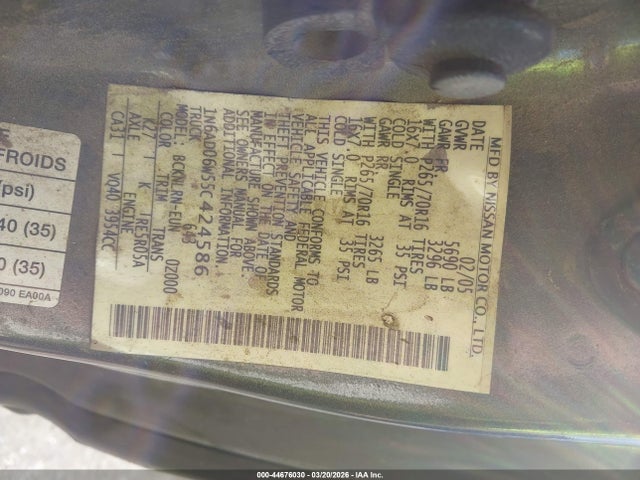 MFD BY NISSAN MOTOR CO., LTD.
DATE 02/05
GVWR 5690 LB
GAWR FR 3296 LB
WITH P265/70R16 TIRES
16X7.0 RIMS AT 35 PSI
COLD SINGLE
GAWR RR 3265 LB
WITH P265/70R16 TIRES
16X7.0 RIMS AT 35 PSI
COLD SINGLE
THIS VEHICLE CONFORMS TO
ALL APPLICABLE FEDERAL MOTOR
VEHICLE SAFETY AND
THEFT PREVENTION STANDARDS
IN EFFECT ON THE DATE OF
MANUFACTURE SHOWN ABOVE.
SEE OWNERS MANUAL FOR
ADDITIONAL INFORMATION.
1N6AD06W55C424586
TRUCK
MODEL: BCKNLRN-EUN
COLOR TRIM TRANS 0Z000
K27 | K | RE5R05A
AXLE ENGINE
CA33 | VQ40 3954CC
FROIDS
(psi)
40 (35)
0 (35)
090 EA00A
000-44676030 - 03/20/2026 - IAA Inc.